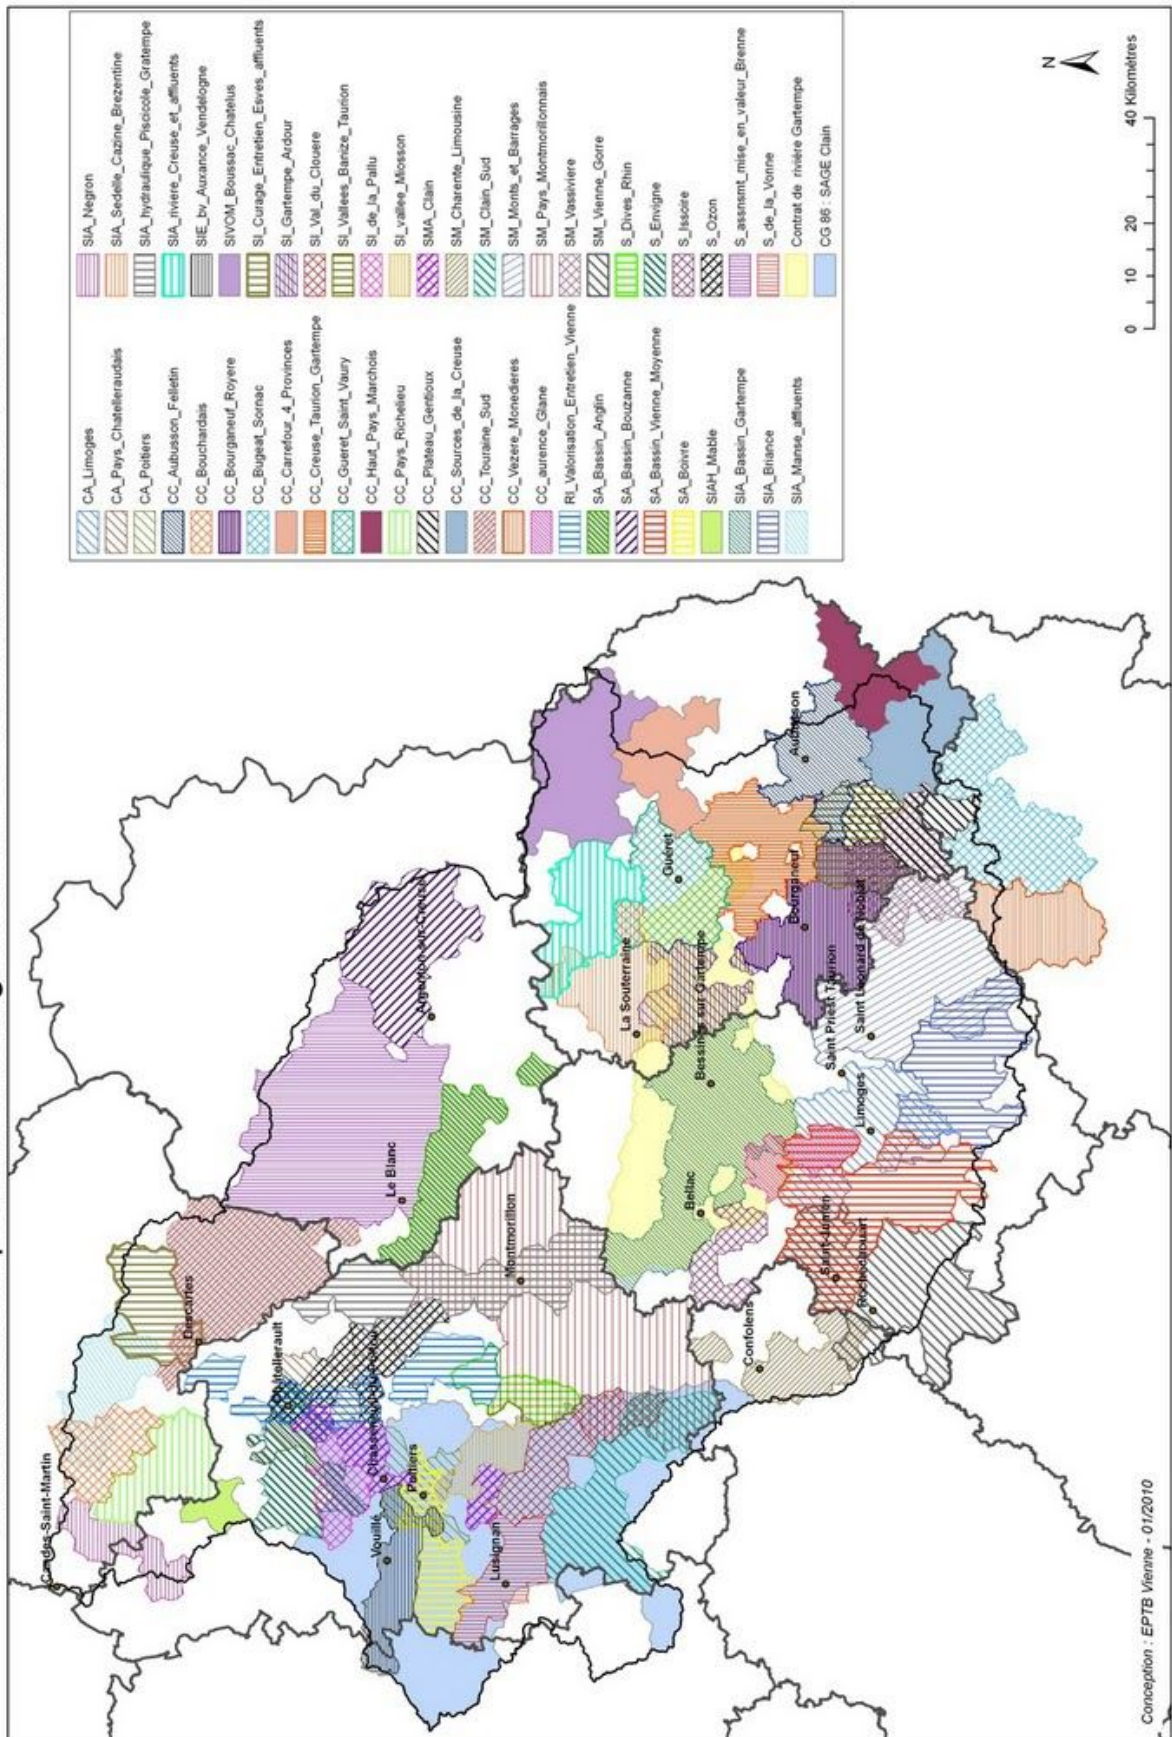 CA_Limoges
CA_Pays_Chatelleraudais
CA_Poitiers
CC_Aubusson_Felletin
CC_Bouchardais
CC_Bourganeuf_Royere
CC_Bugeat_Sornac
CC_Carrefour_4_Provinces
CC_Creuse_Taurion_Gartempe
CC_Gueret_Saint_Vaury
CC_Haut_Pays_Marchois
CC_Pays_Richelieu
CC_Plateau_Gentioux
CC_Sources_de_la_Creuse
CC_Touraine_Sud
CC_Vezere_Monedieres
CC_aurence_Glane
RI_Valorisation_Entretien_Vienne
SA_Bassin_Anglin
SA_Bassin_Bouzanne
SA_Bassin_Vienne_Moyenne
SA_Boivre
SIAH_Mable
SIA_Bassin_Gartempe
SIA_Briance
SIA_Manse_affluents
SIA_Negron
SIA_Sedelle_Cazine_Brezentine
SIA_hydraulique_Piscicole_Gratempe
SIA_riviere_Creuse_et_affluents
SIE_bv_Auxance_Vendelogne
SIVOM_Boussac_Chatelus
SI_Curage_Entretien_Esves_affluents
SI_Gartempe_Ardour
SI_Val_du_Clouere
SI_Vallees_Banize_Taurion
SI_de_la_Pallu
SI_vallee_Miosson
SMA_Clain
SM_Charente_Limousine
SM_Clain_Sud
SM_Monts_et_Barrages
SM_Pays_Montmorillonnais
SM_Vassiviere
SM_Vienne_Gorre
S_Dives_Rhin
S_Envigne
S_Issoire
S_Ozon
S_assnsmt_mise_en_valeur_Brenne
S_de_la_Vonne
Contrat de rivière Gartempe
CG 86 : SAGE Clain
N
0 10 20 40 Kilomètres
Candes-Saint-Martin
Descartes
Châtellerault
Le Blanc
Argenton-sur-Creuse
Vouillé
Poitiers
Lusignan
Montmorillon
La Souterraine
Guéret
Bessines sur Gartempe
Bellac
Confolens
Saint-Junien
Rochechouart
Limoges
Saint Priest Taurion
Saint Léonard de Noblat
Bourganeuf
Aubusson
Conception : EPTB Vienne - 01/2010